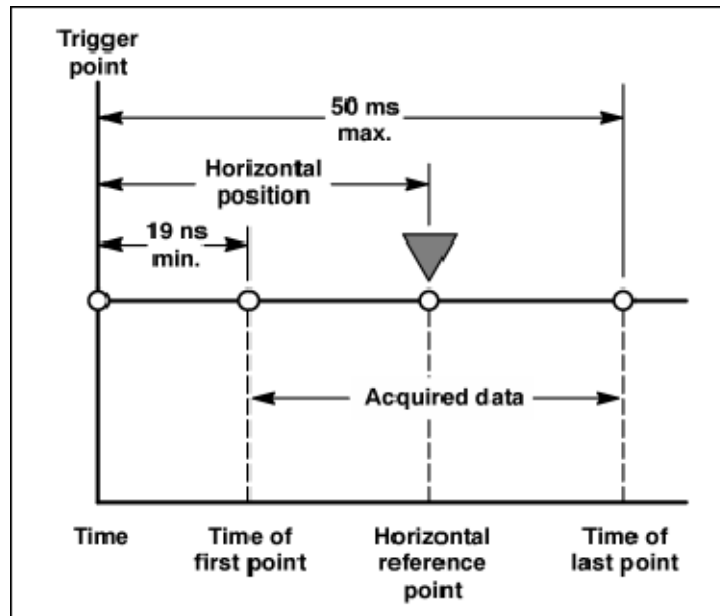 Trigger
point
50 ms
max.
Horizontal
position
19 ns
min.
Acquired data
Time
Time of
first point
Horizontal
reference
point
Time of
last point